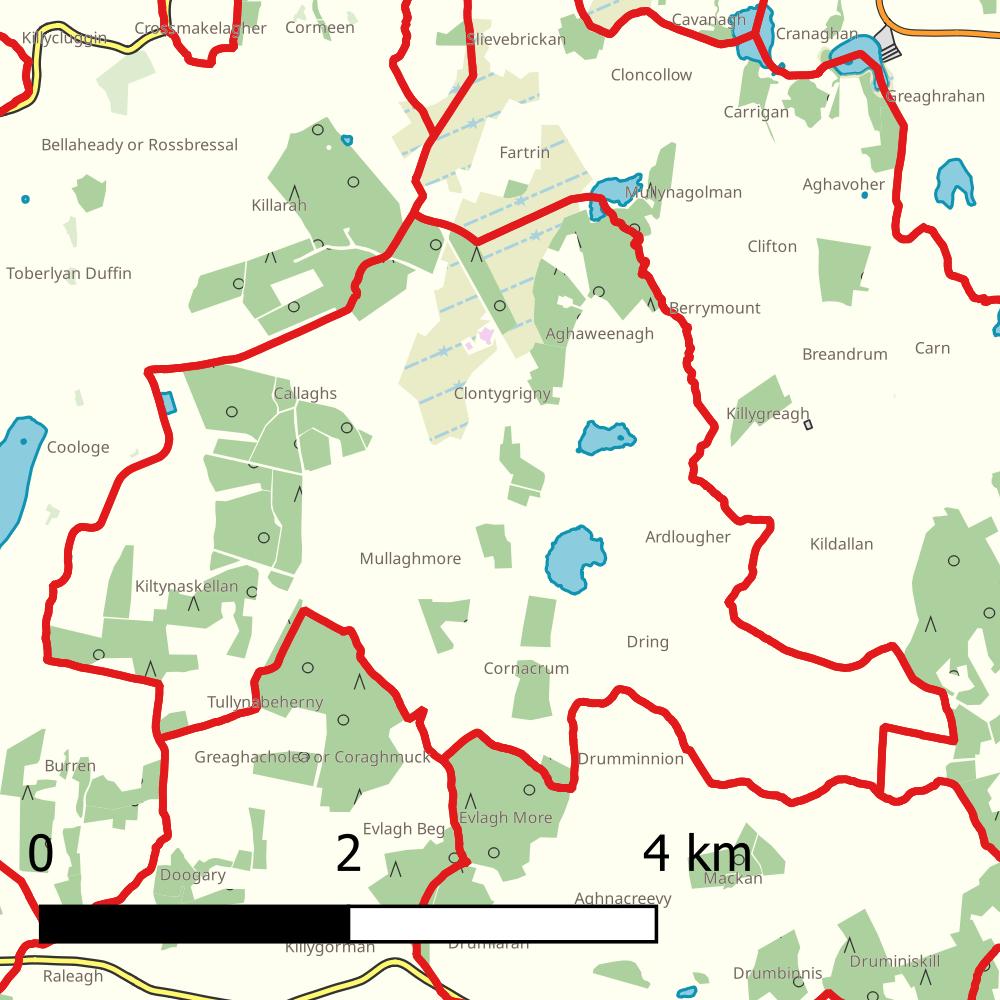 Killycluggin
Crossmakelagher
Cormeen
Slievebrickan
Cavanagh
Cranaghan
Cloncollow
Greaghrahan
Carrigan
Bellaheady or Rossbressal
Fartrin
Aghavoher
Mullynagolman
Killarah
Clifton
Toberlyan Duffin
Berrymount
Aghaweenagh
Carn
Breandrum
Callaghs
Clontygrigny
Killygreagh
Coologe
Ardlougher
Kildallan
Mullaghmore
Kiltynaskellan
Dring
Cornacrum
Tullynabeherny
Greaghacholea or Coraghmuck
Drumminnion
Burren
Evlagh More
Evlagh Beg
0 2 4 km
Doogary
Mackan
Aghnacreevy
Killygorman
Drumlarah
Druminiskill
Raleagh
Drumbinnis